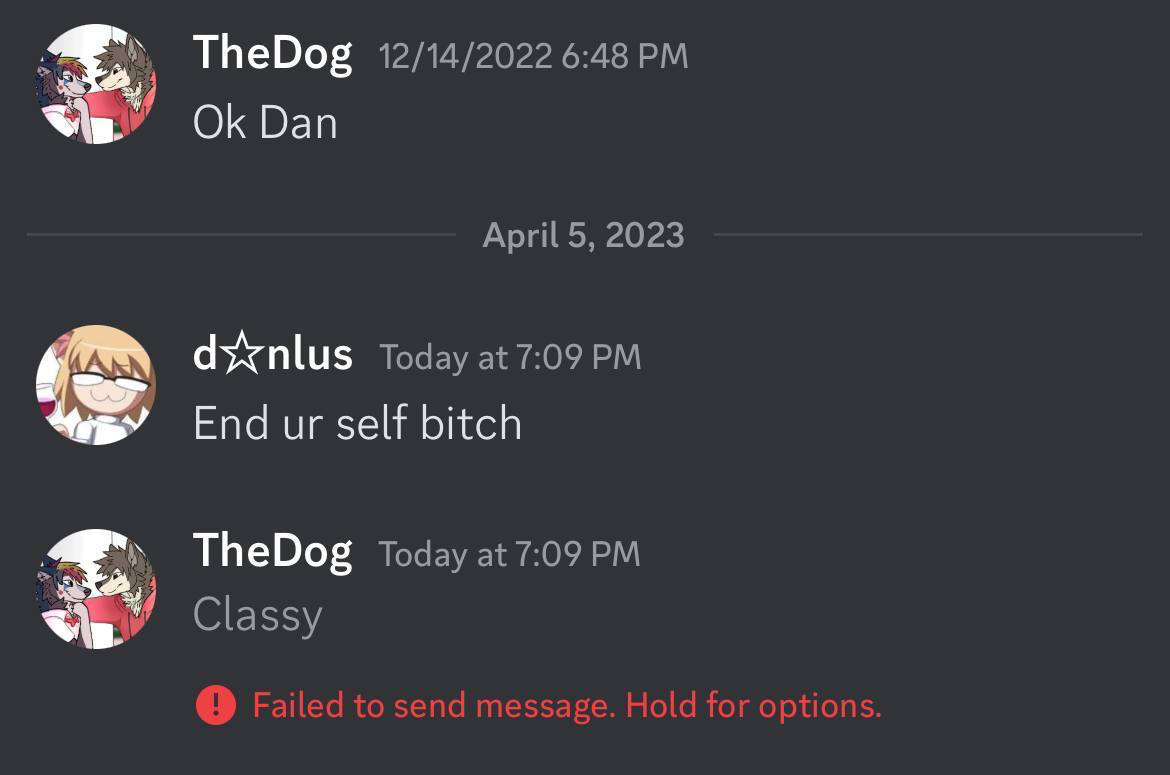 TheDog 12/14/2022 6:48 PM
Ok Dan
April 5, 2023
d☆nlus Today at 7:09 PM
End ur self bitch
TheDog Today at 7:09 PM
Classy
Failed to send message. Hold for options.